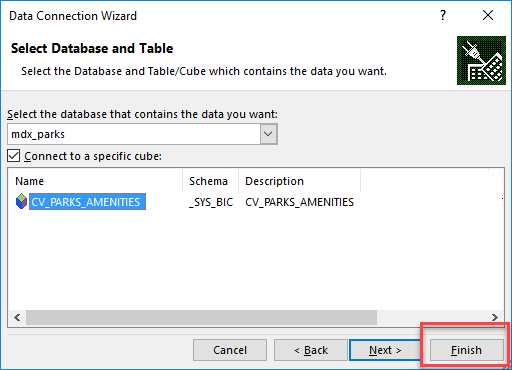 Data Connection Wizard
Select Database and Table
Select the Database and Table/Cube which contains the data you want.
Select the database that contains the data you want:
mdx_parks
Connect to a specific cube:
Name Schema Description
CV_PARKS_AMENITIES _SYS_BIC CV_PARKS_AMENITIES
Cancel < Back Next > Finish